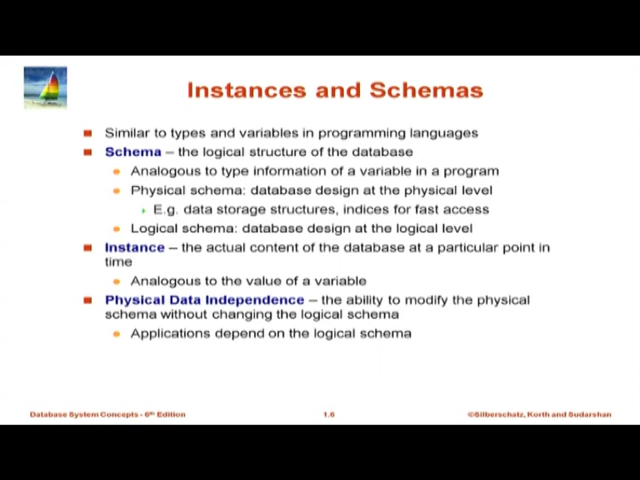 Instances and Schemas
Similar to types and variables in programming languages
Schema – the logical structure of the database
Analogous to type information of a variable in a program
Physical schema: database design at the physical level
E.g. data storage structures, indices for fast access
Logical schema: database design at the logical level
Instance – the actual content of the database at a particular point in
time
Analogous to the value of a variable
Physical Data Independence – the ability to modify the physical
schema without changing the logical schema
Applications depend on the logical schema
Database System Concepts - 6th Edition
1.6
©Silberschatz, Korth and Sudarshan